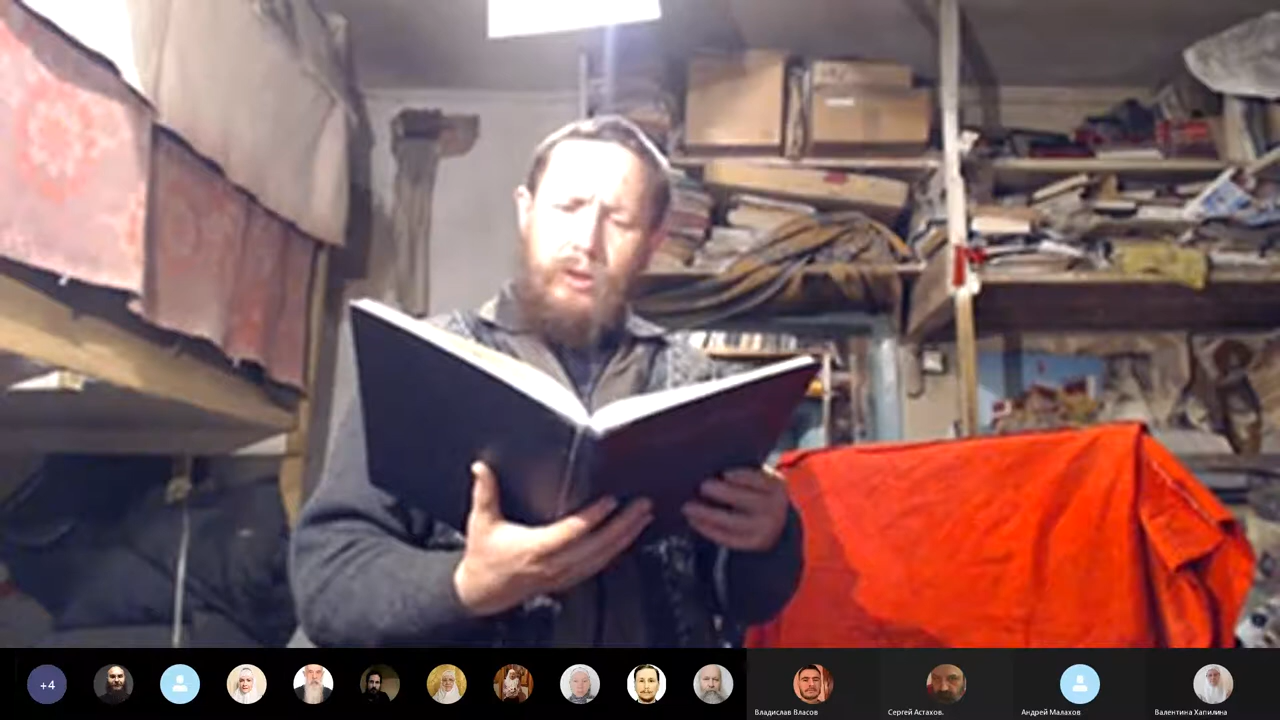 +4
Владислав Власов
Сергей Астахов.
Андрей Малахов
Валентина Хапилина